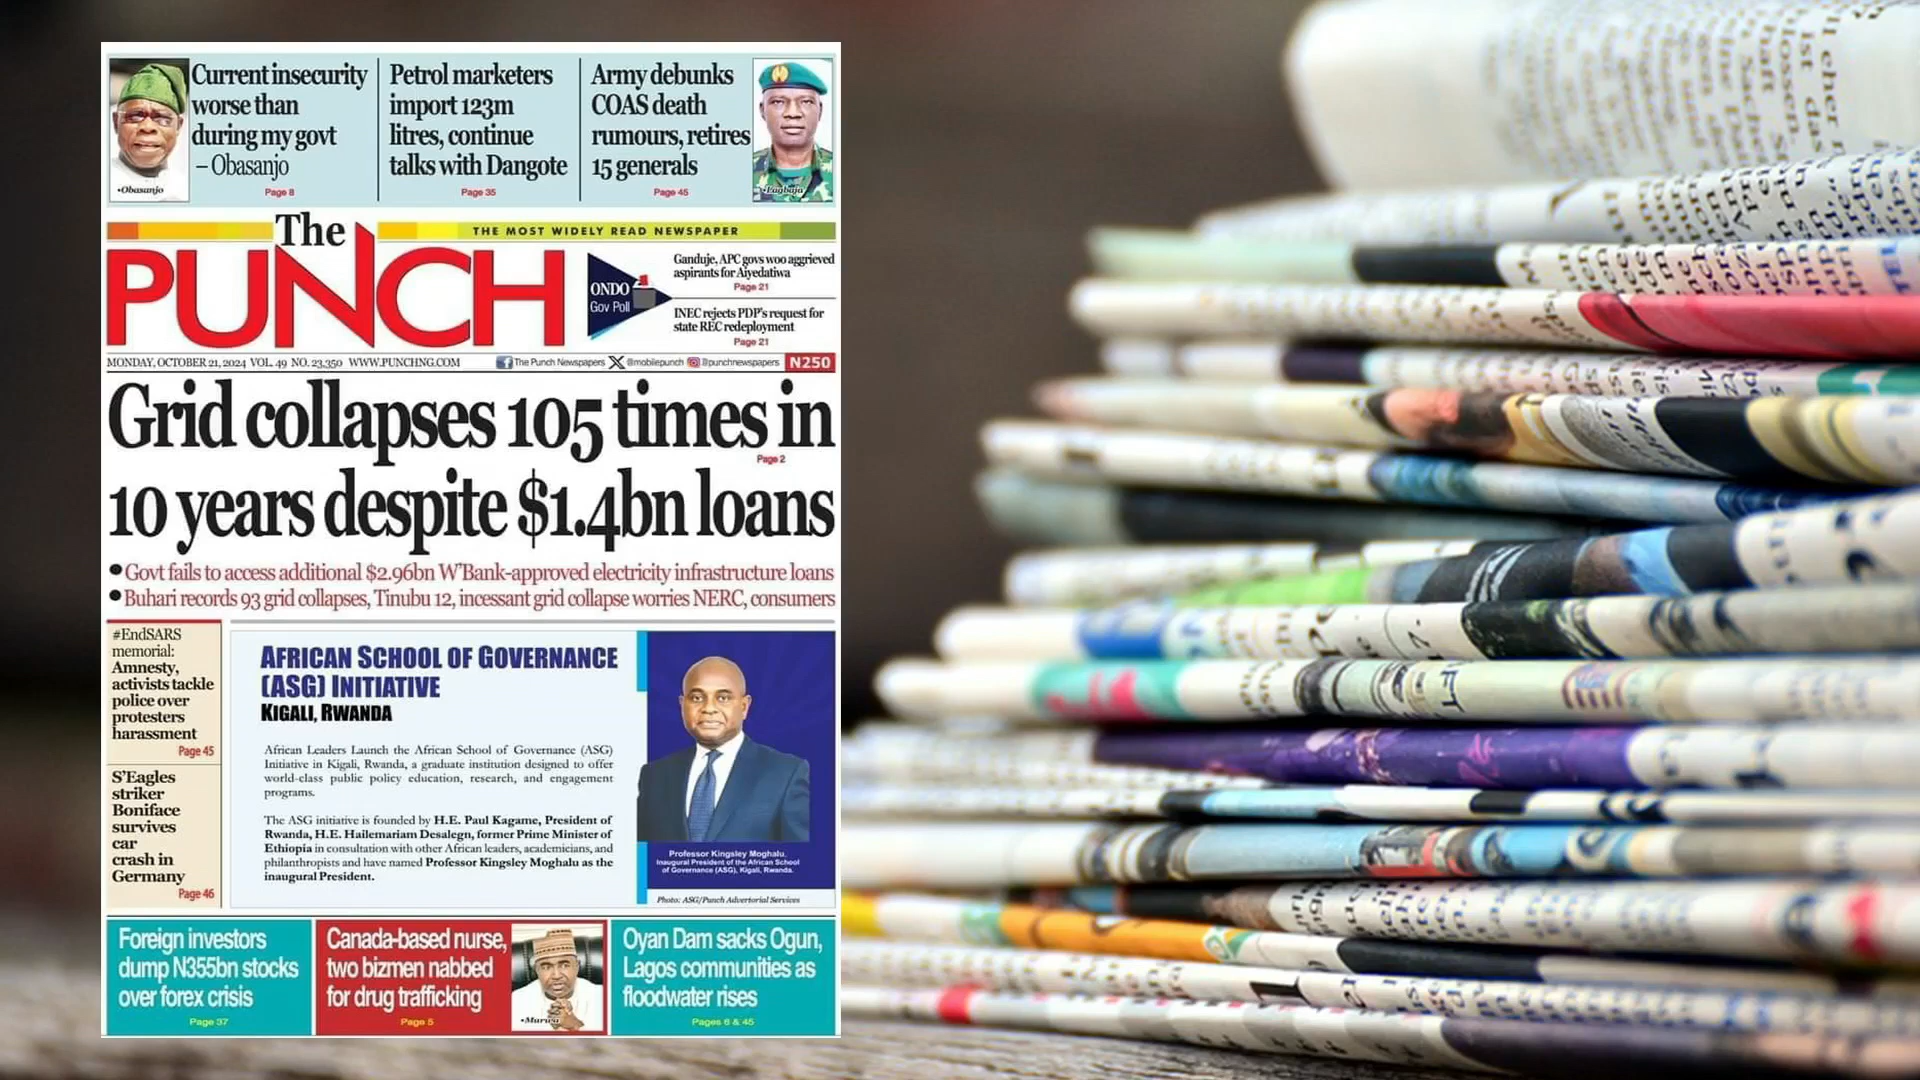 Current insecurity
worse than
during my govt
– Obasanjo
Page 8
•Obasanjo
Petrol marketers
import 123m
litres, continue
talks with Dangote
Page 35
Army debunks
COAS death
rumours, retires
15 generals
Page 45
•Lagbaja
THE MOST WIDELY READ NEWSPAPER
The
PUNCH
ONDO
Gov Poll
Ganduje, APC govs woo aggrieved
aspirants for Aiyedatiwa
Page 21
INEC rejects PDP's request for
state REC redeployment
Page 21
MONDAY, OCTOBER 21, 2024 VOL. 49 NO. 23,350 WWW.PUNCHNG.COM The Punch Newspapers @mobilepunch @punchnewspapers N250
Grid collapses 105 times in
Page 2
10 years despite $1.4bn loans
•Govt fails to access additional $2.96bn W'Bank-approved electricity infrastructure loans
•Buhari records 93 grid collapses, Tinubu 12, incessant grid collapse worries NERC, consumers
#EndSARS
memorial:
Amnesty,
activists tackle
police over
protesters
harassment
Page 45
S'Eagles
striker
Boniface
survives
car
crash in
Germany
Page 46
AFRICAN SCHOOL OF GOVERNANCE
(ASG) INITIATIVE
KIGALI, RWANDA
African Leaders Launch the African School of Governance (ASG)
Initiative in Kigali, Rwanda, a graduate institution designed to offer
world-class public policy education, research, and engagement
programs.
The ASG initiative is founded by H.E. Paul Kagame, President of
Rwanda, H.E. Hailemariam Desalegn, former Prime Minister of
Ethiopia in consultation with other African leaders, academicians, and
philanthropists and have named Professor Kingsley Moghalu as the
inaugural President.
Professor Kingsley Moghalu,
Inaugural President of the African School
of Governance (ASG), Kigali, Rwanda.
Photo: ASG/Punch Advertorial Services
Foreign investors
dump N355bn stocks
over forex crisis
Page 37
Canada-based nurse,
two bizmen nabbed
for drug trafficking
Page 5
•Marwa
Oyan Dam sacks Ogun,
Lagos communities as
floodwater rises
Pages 6 & 45